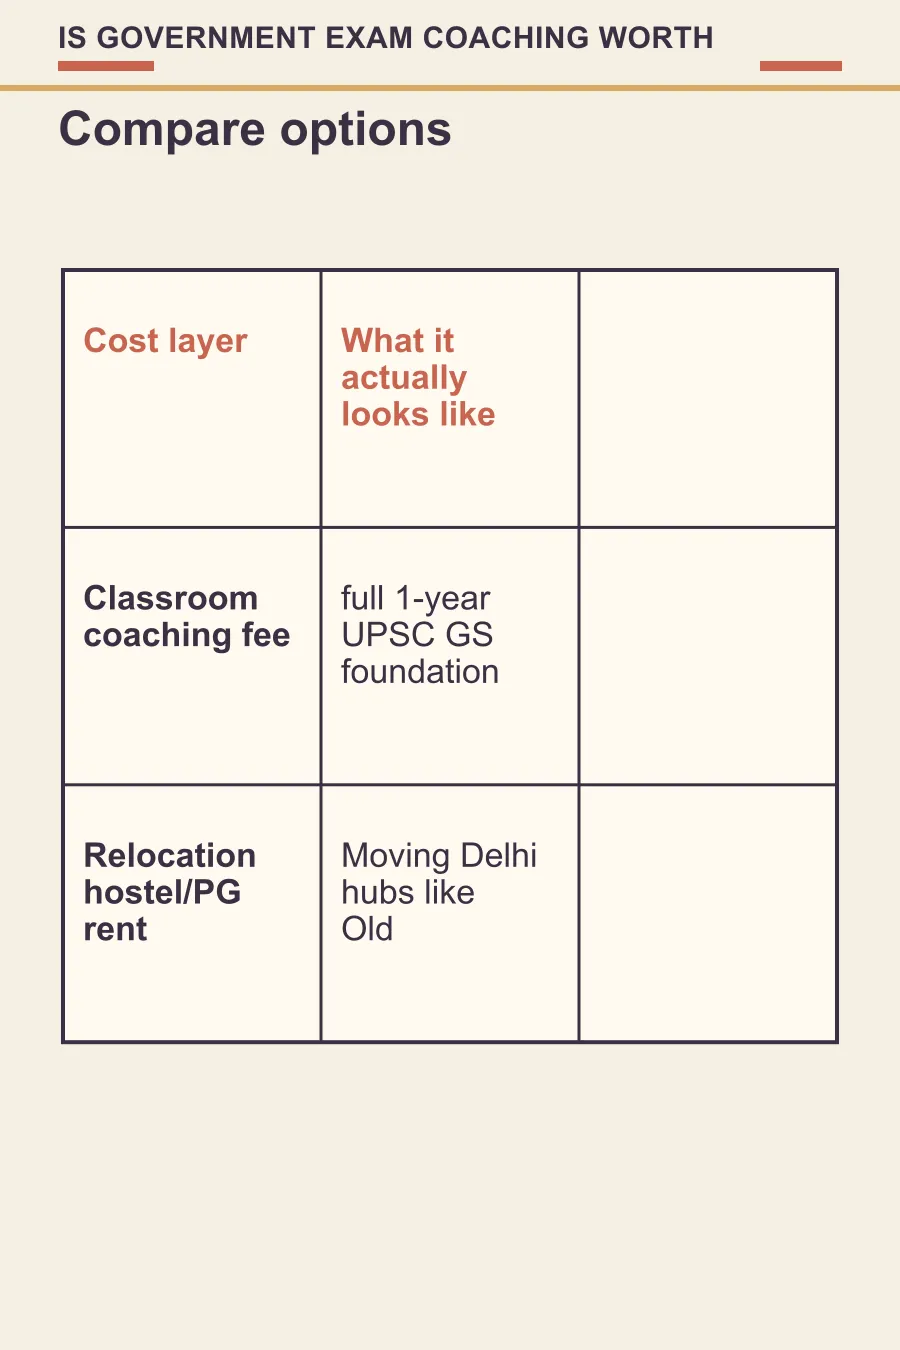 IS GOVERNMENT EXAM COACHING WORTH
Compare options
Cost layer
What it
actually
looks like
Classroom
coaching fee
full 1-year
UPSC GS
foundation
Relocation
hostel/PG
rent
Moving Delhi
hubs like
Old